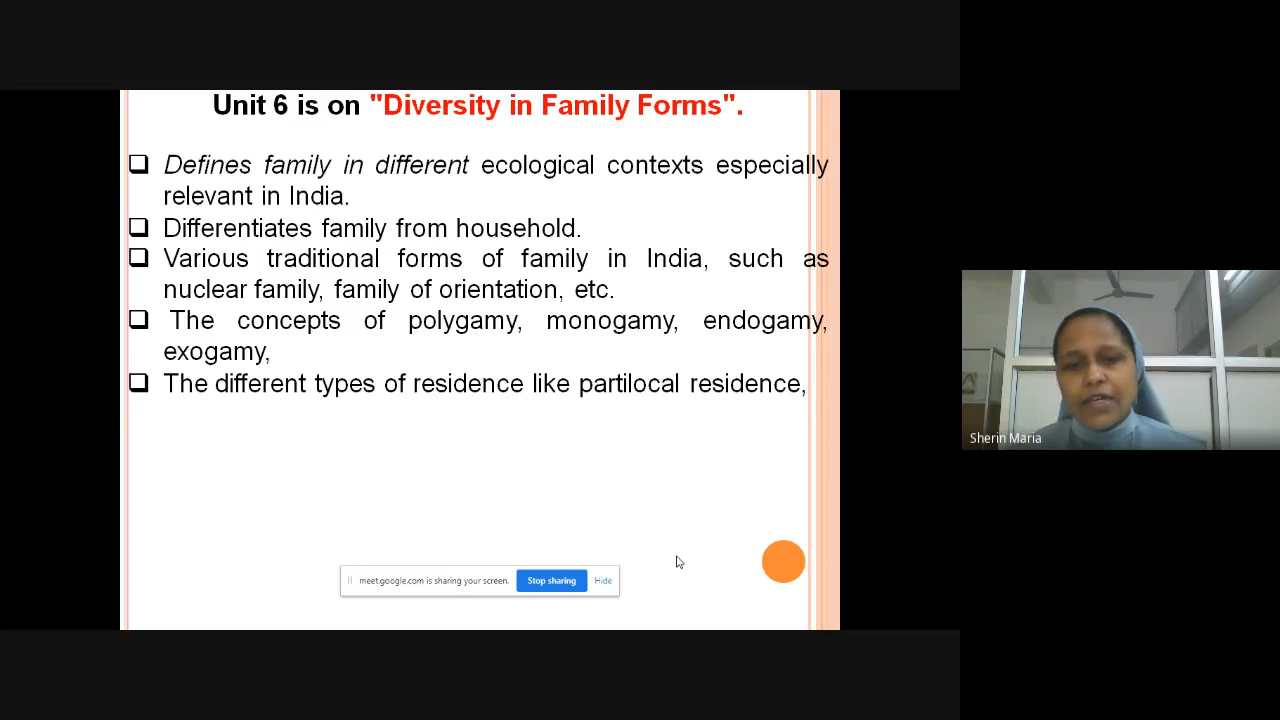 Unit 6 is on "Diversity in Family Forms".
Defines family in different ecological contexts especially
relevant in India.
Differentiates family from household.
Various traditional forms of family in India, such as
nuclear family, family of orientation, etc.
The concepts of polygamy, monogamy, endogamy,
exogamy,
The different types of residence like partilocal residence,
meet.google.com is sharing your screen. Stop sharing Hide
Sherin Maria